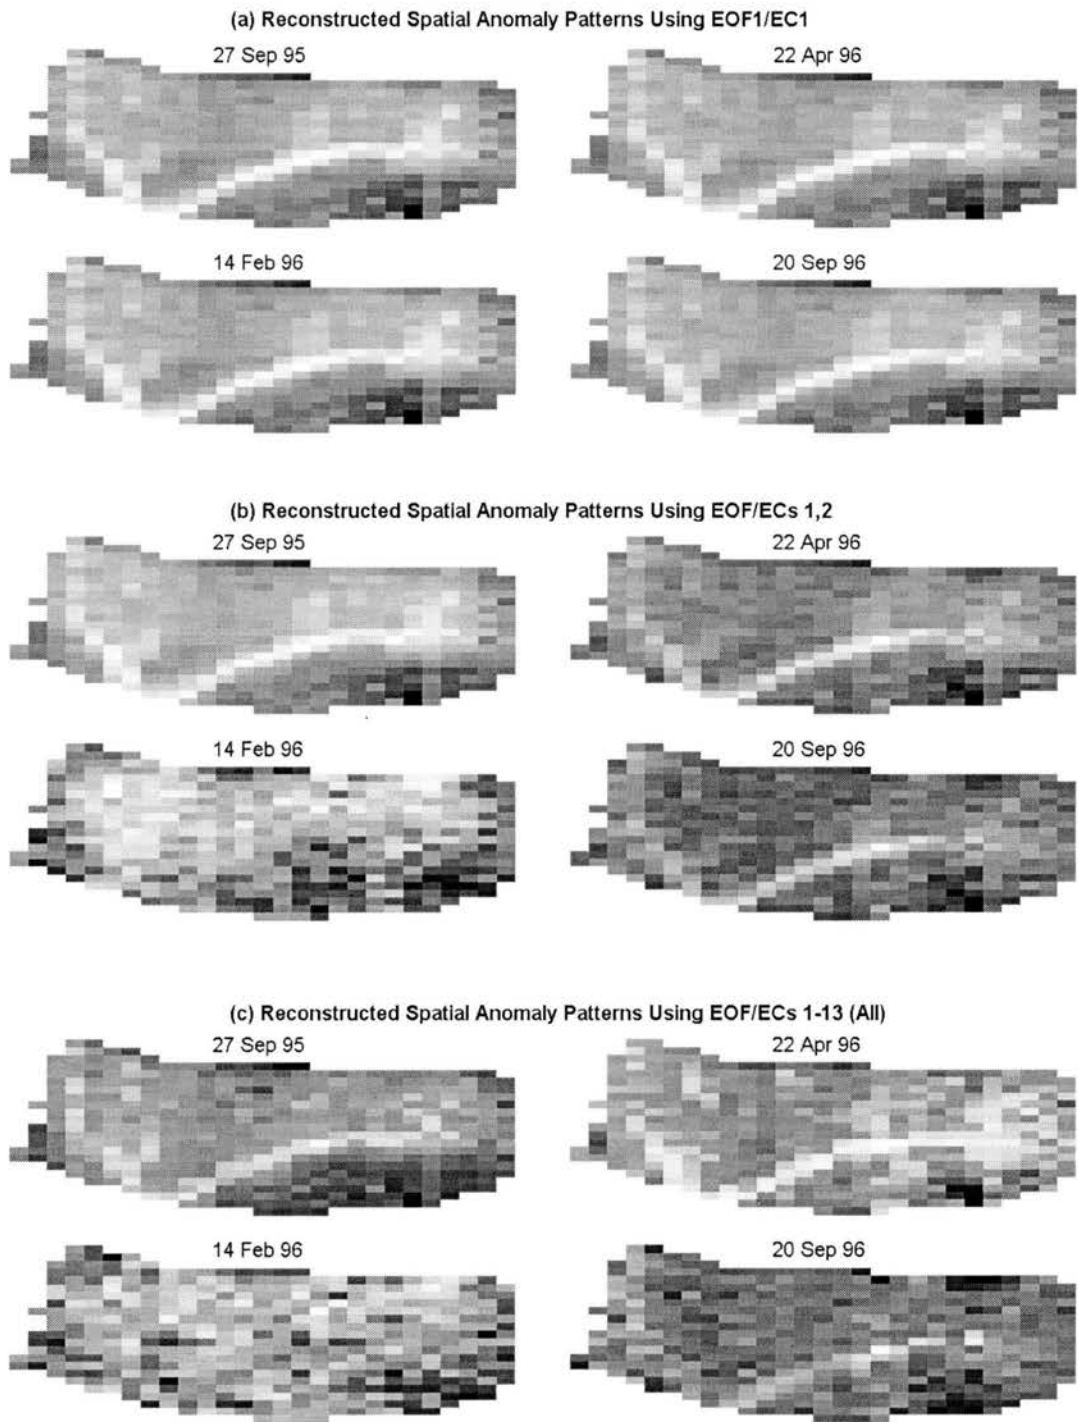 (a) Reconstructed Spatial Anomaly Patterns Using EOF1/EC1
27 Sep 95
22 Apr 96
14 Feb 96
20 Sep 96
(b) Reconstructed Spatial Anomaly Patterns Using EOF/ECs 1,2
27 Sep 95
22 Apr 96
14 Feb 96
20 Sep 96
(c) Reconstructed Spatial Anomaly Patterns Using EOF/ECs 1-13 (All)
27 Sep 95
22 Apr 96
14 Feb 96
20 Sep 96